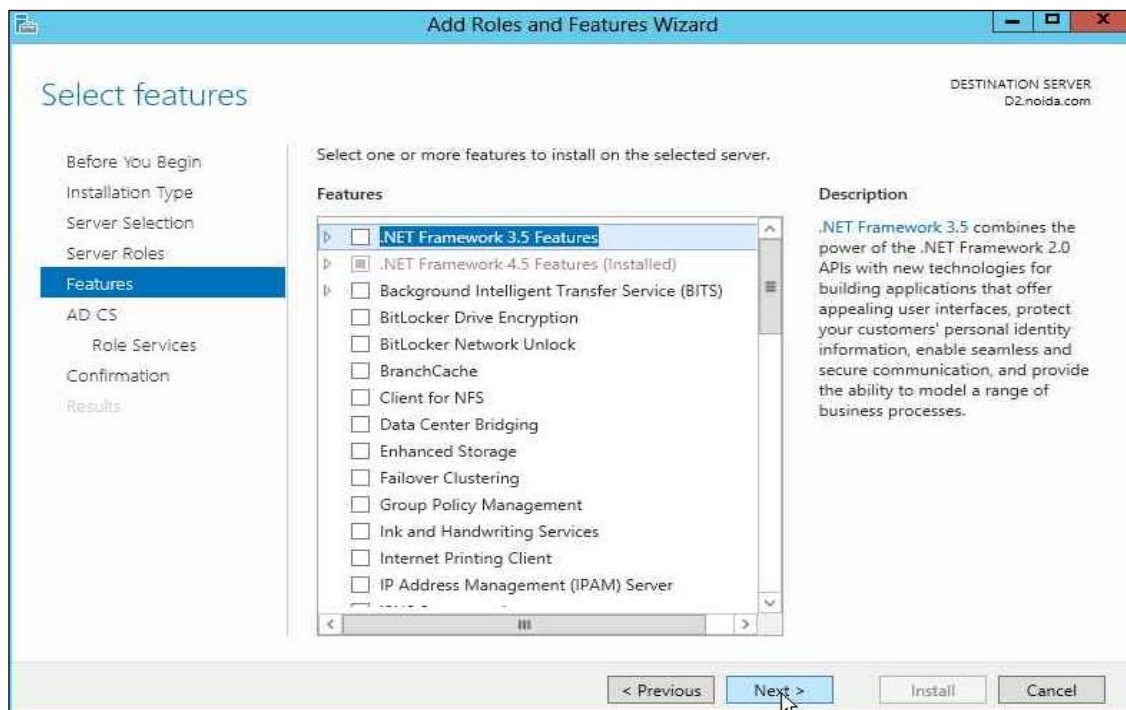 Add Roles and Features Wizard
Select features
DESTINATION SERVER
D2.noida.com
Before You Begin
Installation Type
Server Selection
Server Roles
Features
AD CS
Role Services
Confirmation
Results
Select one or more features to install on the selected server.
Features
.NET Framework 3.5 Features
.NET Framework 4.5 Features (Installed)
Background Intelligent Transfer Service (BITS)
BitLocker Drive Encryption
BitLocker Network Unlock
BranchCache
Client for NFS
Data Center Bridging
Enhanced Storage
Failover Clustering
Group Policy Management
Ink and Handwriting Services
Internet Printing Client
IP Address Management (IPAM) Server
Description
.NET Framework 3.5 combines the
power of the .NET Framework 2.0
APIs with new technologies for
building applications that offer
appealing user interfaces, protect
your customers' personal identity
information, enable seamless and
secure communication, and provide
the ability to model a range of
business processes.
< Previous
Next >
Install
Cancel